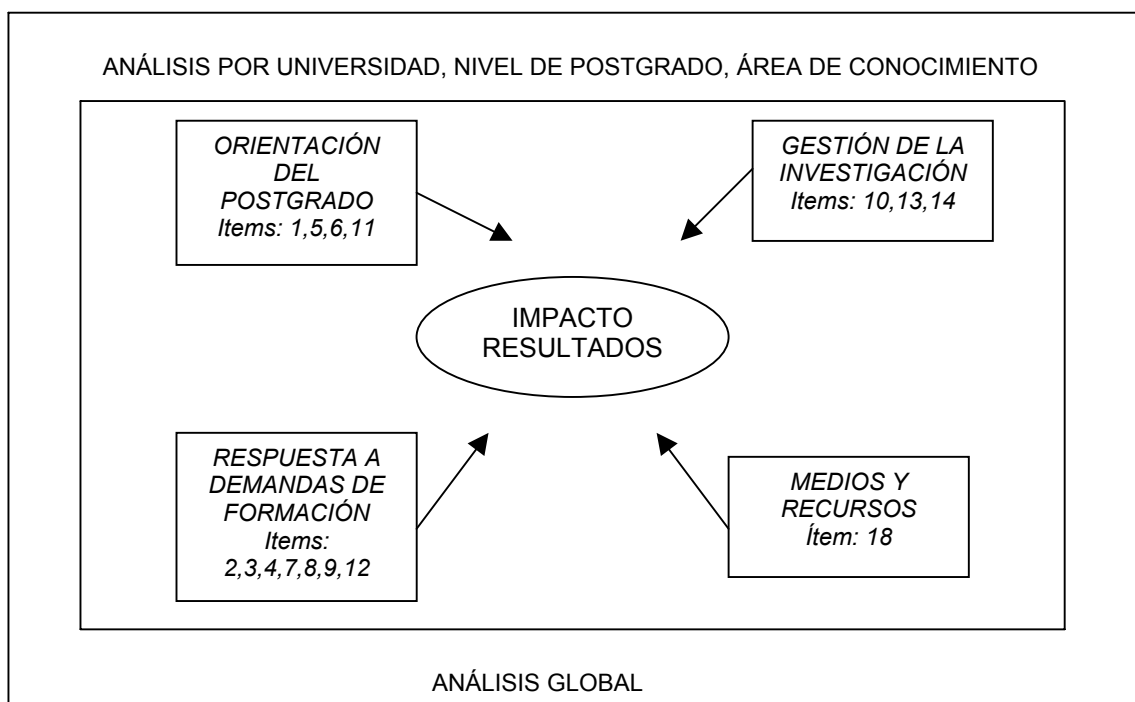 ANÁLISIS POR UNIVERSIDAD, NIVEL DE POSTGRADO, ÁREA DE CONOCIMIENTO
ORIENTACIÓN
DEL
POSTGRADO
Items: 1,5,6,11
GESTIÓN DE LA
INVESTIGACIÓN
Items: 10,13,14
IMPACTO
RESULTADOS
RESPUESTA A
DEMANDAS DE
FORMACIÓN
Items:
2,3,4,7,8,9,12
MEDIOS Y
RECURSOS
Ítem: 18
ANÁLISIS GLOBAL